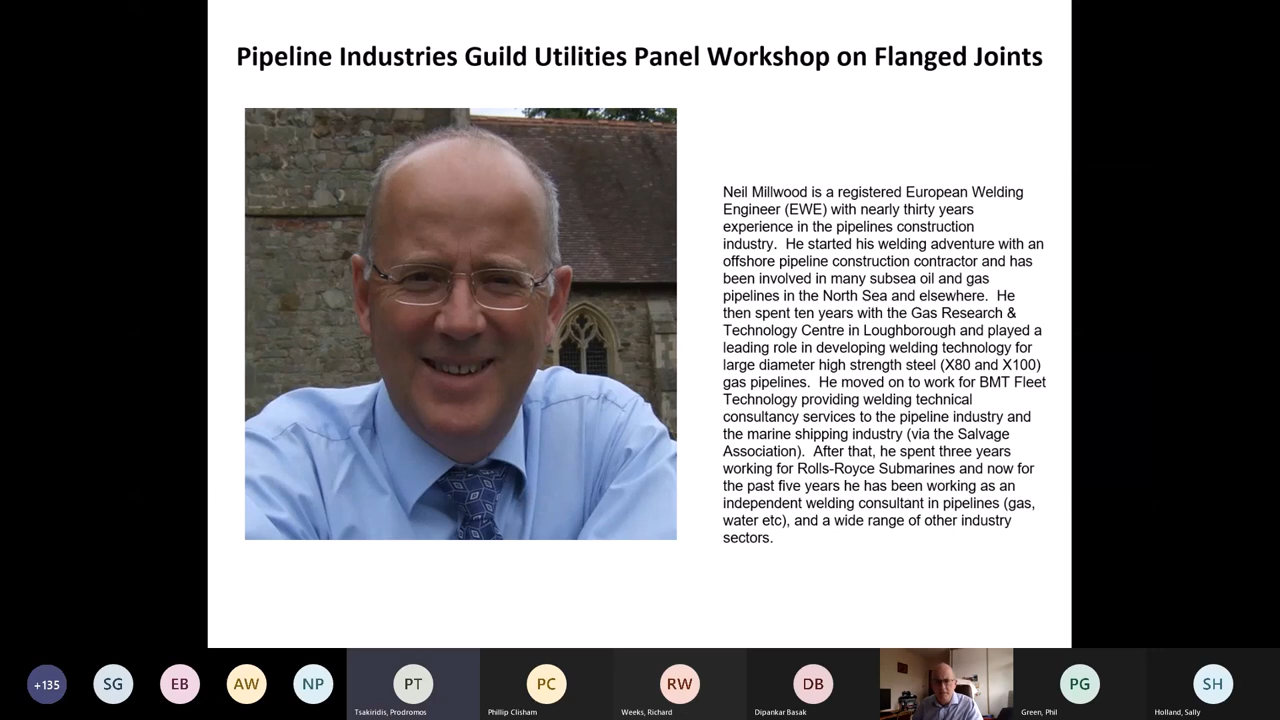 Pipeline Industries Guild Utilities Panel Workshop on Flanged Joints
Neil Millwood is a registered European Welding
Engineer (EWE) with nearly thirty years
experience in the pipelines construction
industry.  He started his welding adventure with an
offshore pipeline construction contractor and has
been involved in many subsea oil and gas
pipelines in the North Sea and elsewhere.  He
then spent ten years with the Gas Research &
Technology Centre in Loughborough and played a
leading role in developing welding technology for
large diameter high strength steel (X80 and X100)
gas pipelines.  He moved on to work for BMT Fleet
Technology providing welding technical
consultancy services to the pipeline industry and
the marine shipping industry (via the Salvage
Association).  After that, he spent three years
working for Rolls-Royce Submarines and now for
the past five years he has been working as an
independent welding consultant in pipelines (gas,
water etc), and a wide range of other industry
sectors.
+135
SG
EB
AW
NP
PT
PC
RW
DB
PG
SH
Tsakiridis, Prodromos
Phillip Clisham
Weeks, Richard
Dipankar Basak
Green, Phil
Holland, Sally